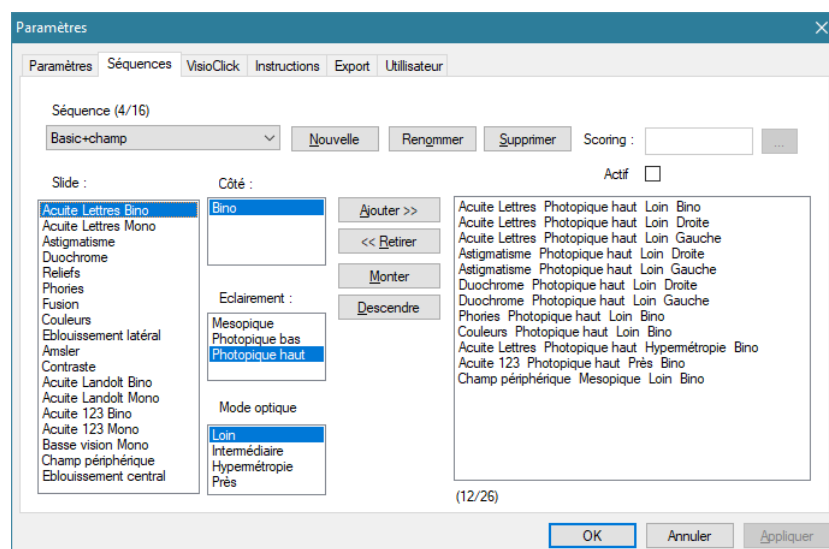 Paramètres
Paramètres Séquences VisioClick Instructions Export Utilisateur
Séquence (4/16)
Basic+champ Nouvelle Renommer Supprimer Scoring : ...
Actif
Slide :
Acuite Lettres Bino
Acuite Lettres Mono
Astigmatisme
Duochrome
Reliefs
Phories
Fusion
Couleurs
Eblouissement latéral
Amsler
Contraste
Acuite Landolt Bino
Acuite Landolt Mono
Acuite 123 Bino
Acuite 123 Mono
Basse vision Mono
Champ périphérique
Eblouissement central
Côté :
Bino
Eclairement :
Mesopique
Photopique bas
Photopique haut
Mode optique
Loin
Intermédiaire
Hypermétropie
Près
Ajouter >>
<< Retirer
Monter
Descendre
Acuite Lettres Photopique haut Loin Bino
Acuite Lettres Photopique haut Loin Droite
Acuite Lettres Photopique haut Loin Gauche
Astigmatisme Photopique haut Loin Droite
Astigmatisme Photopique haut Loin Gauche
Duochrome Photopique haut Loin Droite
Duochrome Photopique haut Loin Gauche
Phories Photopique haut Loin Bino
Couleurs Photopique haut Loin Bino
Acuite Lettres Photopique haut Hypermétropie Bino
Acuite 123 Photopique haut Près Bino
Champ périphérique Mesopique Loin Bino
(12/26)
OK Annuler Appliquer